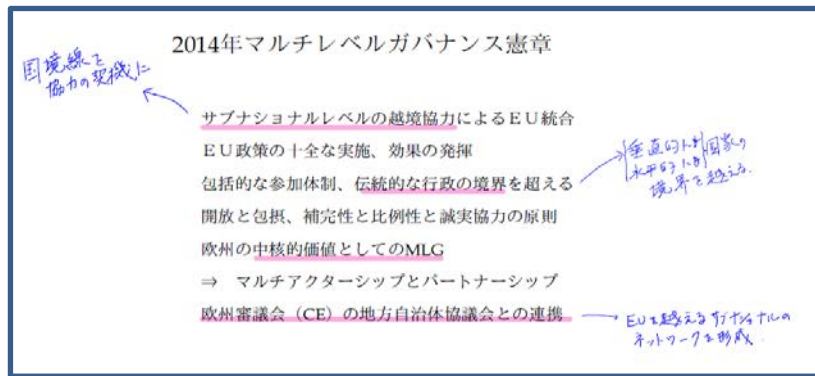 2014年マルチレベルガバナンス憲章
国境線を
協力の契機に
サブナショナルレベルの越境協力によるEU統合
EU政策の十全な実施、効果の発揮
包括的な参加体制、伝統的な行政の境界を超える
垂直的にも 国家の
水平的にも
境界を越える.
開放と包摂、補完性と比例性と誠実協力の原則
欧州の中核的価値としてのMLG
⇒ マルチアクターシップとパートナーシップ
欧州審議会（CE）の地方自治体協議会との連携
EUを越えるサブナショナルの
ネットワークを形成.